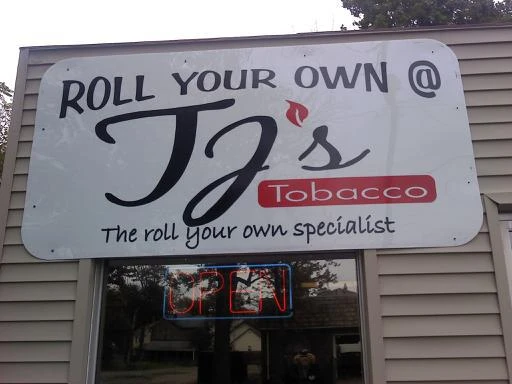 ROLL YOUR OWN @
TJ's
Tobacco
The roll your own specialist
OPEN